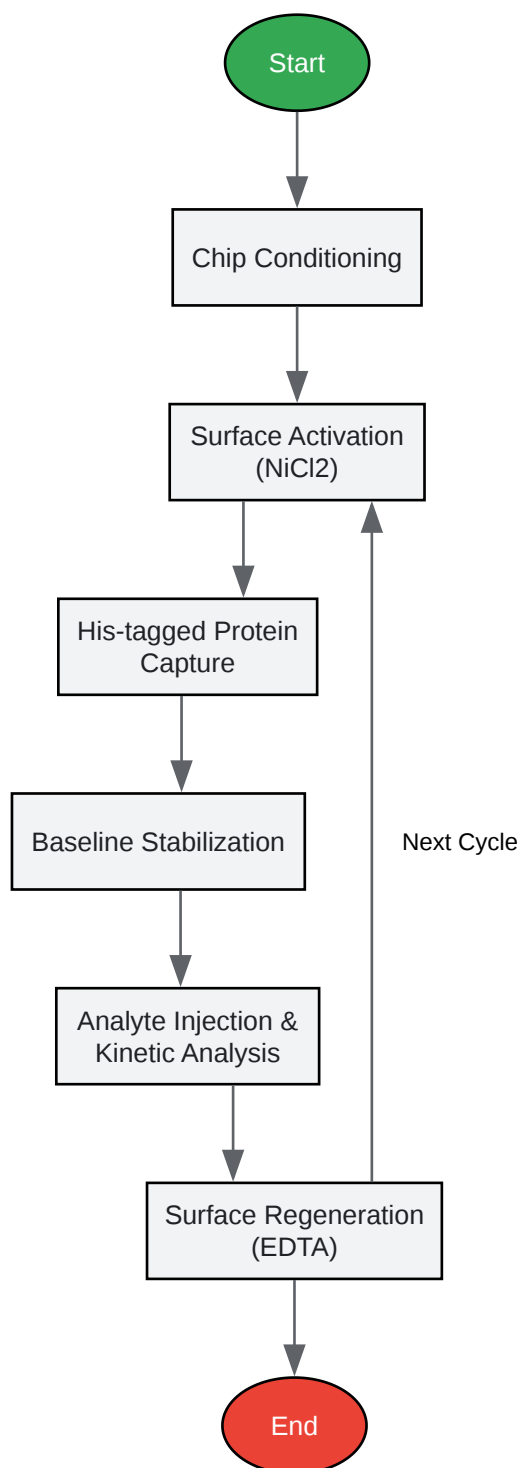 Start
Chip Conditioning
Surface Activation
(NiCl2)
His-tagged Protein
Capture
Baseline Stabilization
Next Cycle
Analyte Injection &
Kinetic Analysis
Surface Regeneration
(EDTA)
End